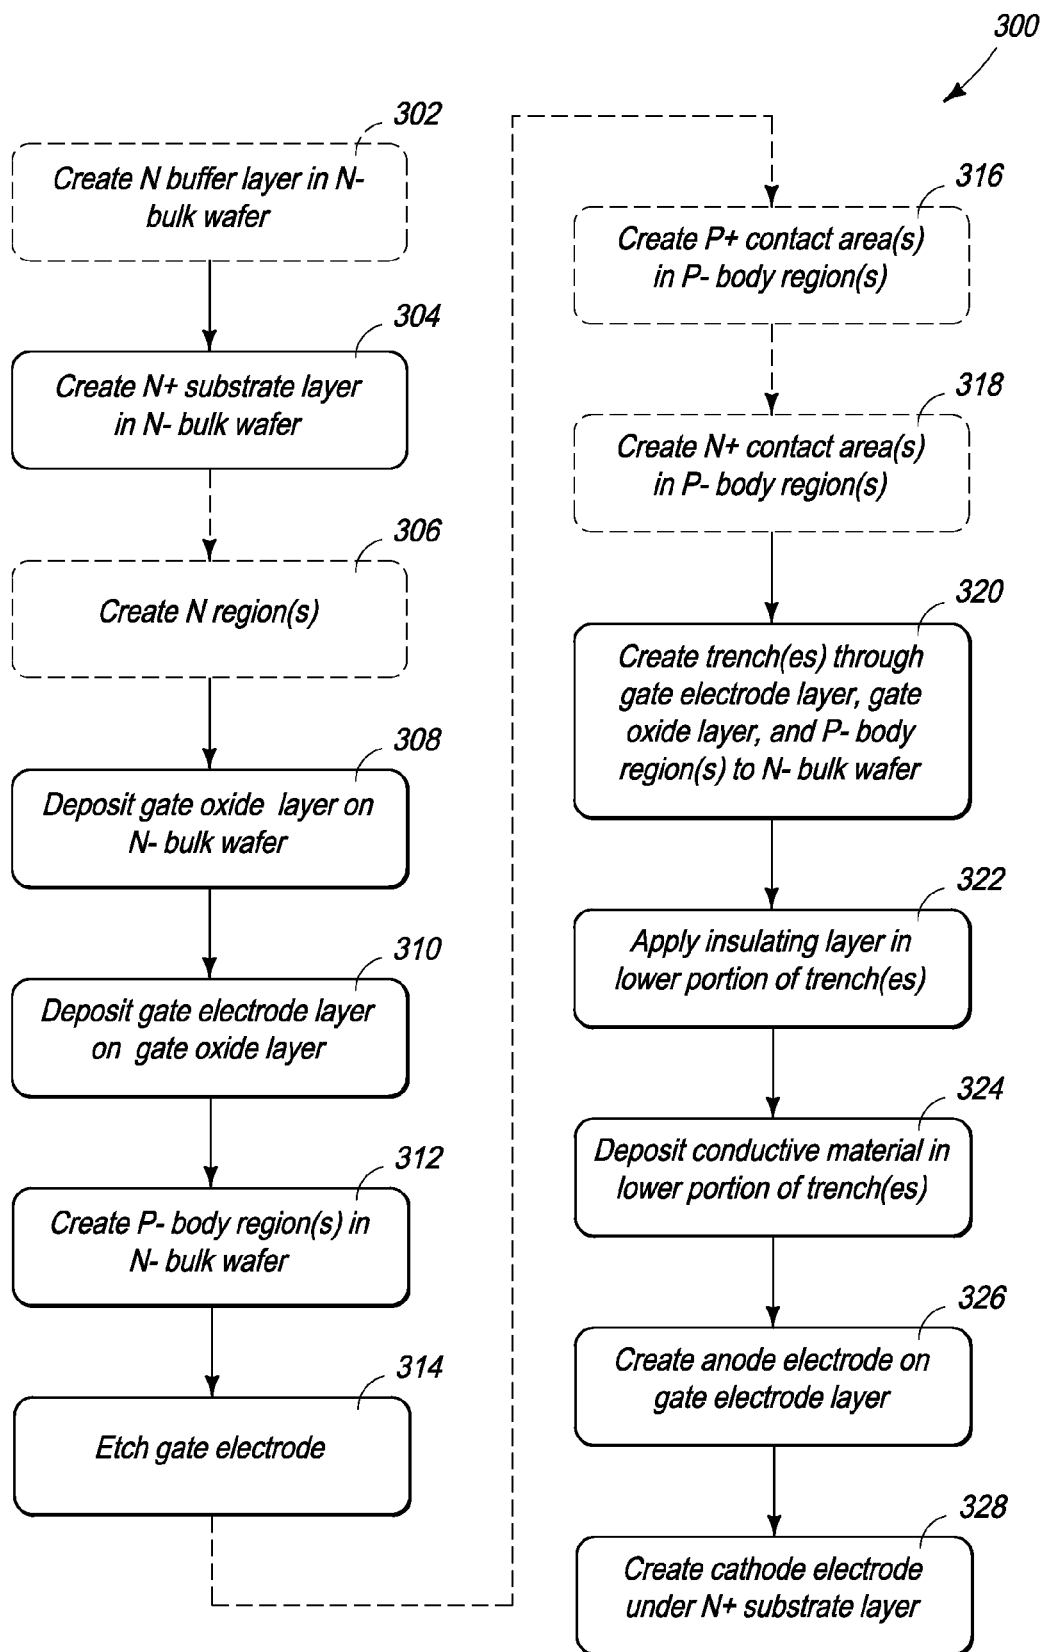 300
302
Create N buffer layer in N-
bulk wafer
304
Create N+ substrate layer
in N- bulk wafer
306
Create N region(s)
308
Deposit gate oxide layer on
N- bulk wafer
310
Deposit gate electrode layer
on gate oxide layer
312
Create P- body region(s) in
N- bulk wafer
314
Etch gate electrode
316
Create P+ contact area(s)
in P- body region(s)
318
Create N+ contact area(s)
in P- body region(s)
320
Create trench(es) through
gate electrode layer, gate
oxide layer, and P- body
region(s) to N- bulk wafer
322
Apply insulating layer in
lower portion of trench(es)
324
Deposit conductive material in
lower portion of trench(es)
326
Create anode electrode on
gate electrode layer
328
Create cathode electrode
under N+ substrate layer